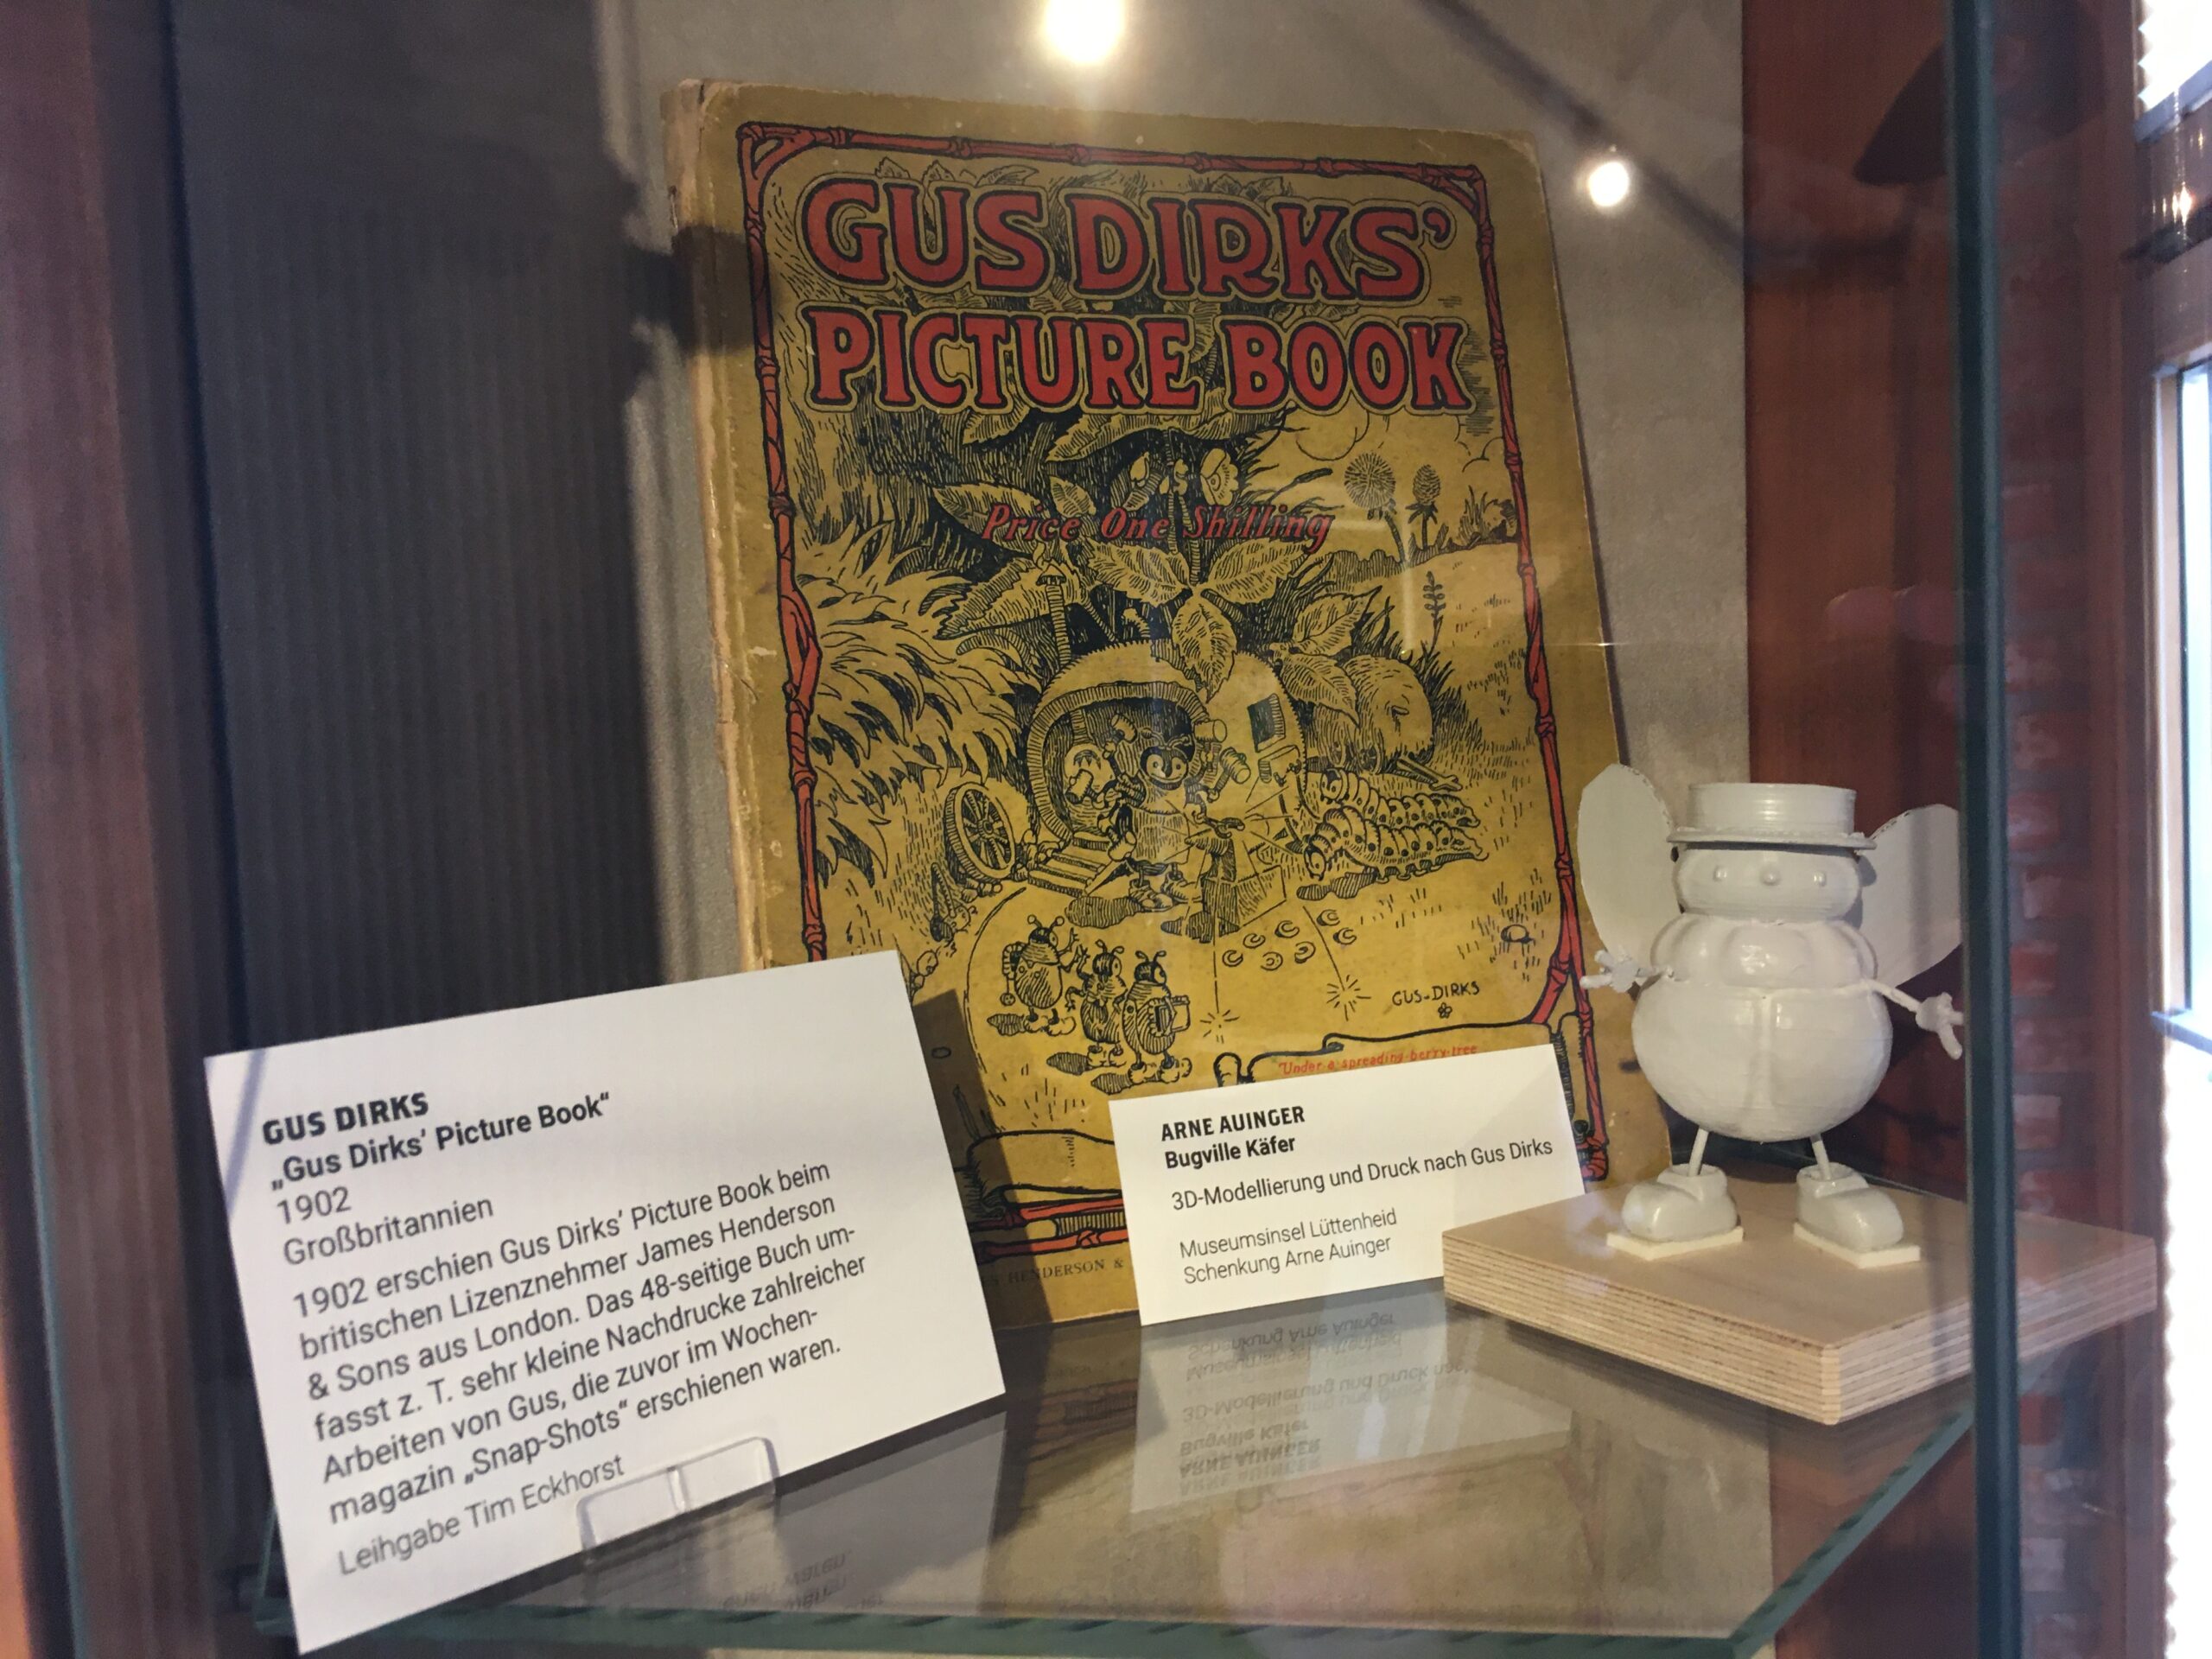 GUS DIRKS'
PICTURE BOOK
Price One Shilling
GUS-DIRKS
"Under a spreading berry-tree
HENDERSON &
GUS DIRKS
„Gus Dirks' Picture Book“
1902
Großbritannien
1902 erschien Gus Dirks' Picture Book beim
britischen Lizenznehmer James Henderson
& Sons aus London. Das 48-seitige Buch um-
fasst z. T. sehr kleine Nachdrucke zahlreicher
Arbeiten von Gus, die zuvor im Wochen-
magazin „Snap-Shots“ erschienen waren.
Leihgabe Tim Eckhorst
ARNE AUINGER
Bugville Käfer
3D-Modellierung und Druck nach Gus Dirks
Museumsinsel Lüttenheid
Schenkung Arne Auinger